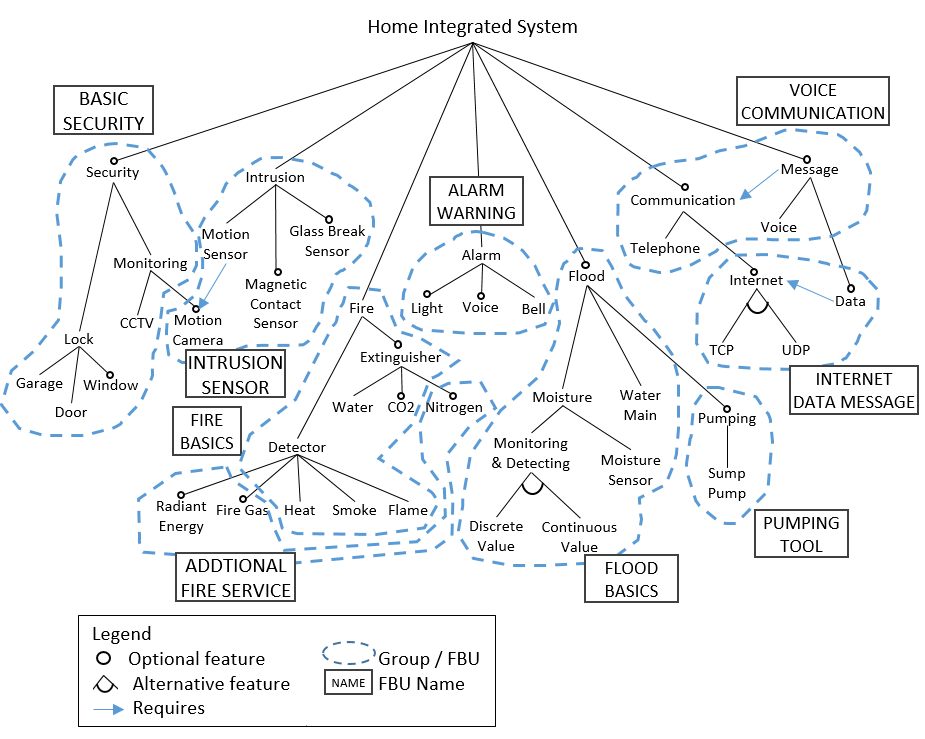 Home Integrated System
BASIC
SECURITY
VOICE
COMMUNICATION
Security
Intrusion
ALARM
WARNING
Message
Communication
Motion
Sensor
Glass Break
Sensor
Voice
Telephone
Monitoring
Alarm
Flood
Internet
Magnetic
Contact
Sensor
Data
CCTV
Motion
Camera
Fire
Light
Voice
Bell
Lock
INTRUSION
SENSOR
Extinguisher
TCP
UDP
Garage
Window
Door
Water
CO2
Nitrogen
Moisture
Water
Main
INTERNET
DATA MESSAGE
FIRE
BASICS
Pumping
Detector
Monitoring
& Detecting
Moisture
Sensor
Sump
Pump
Radiant
Energy
Fire Gas
Heat
Smoke
Flame
Discrete
Value
Continuous
Value
PUMPING
TOOL
ADDTIONAL
FIRE SERVICE
FLOOD
BASICS
Legend
Optional feature
Group / FBU
Alternative feature
NAME
FBU Name
Requires